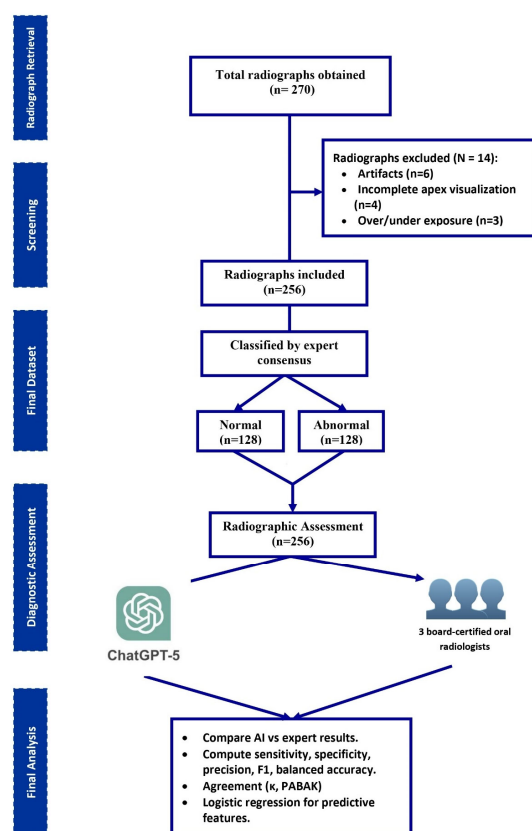 Radiograph Retrieval
Total radiographs obtained
(n= 270)
Screening
Radiographs excluded (N = 14):
• Artifacts (n=6)
• Incomplete apex visualization
(n=4)
• Over/under exposure (n=3)
Radiographs included
(n=256)
Final Dataset
Classified by expert
consensus
Normal
(n=128)
Abnormal
(n=128)
Diagnostic Assessment
Radiographic Assessment
(n=256)
ChatGPT-5
3 board-certified oral
radiologists
Final Analysis
• Compare AI vs expert results.
• Compute sensitivity, specificity,
precision, F1, balanced accuracy.
• Agreement (κ, PABAK)
• Logistic regression for predictive
features.